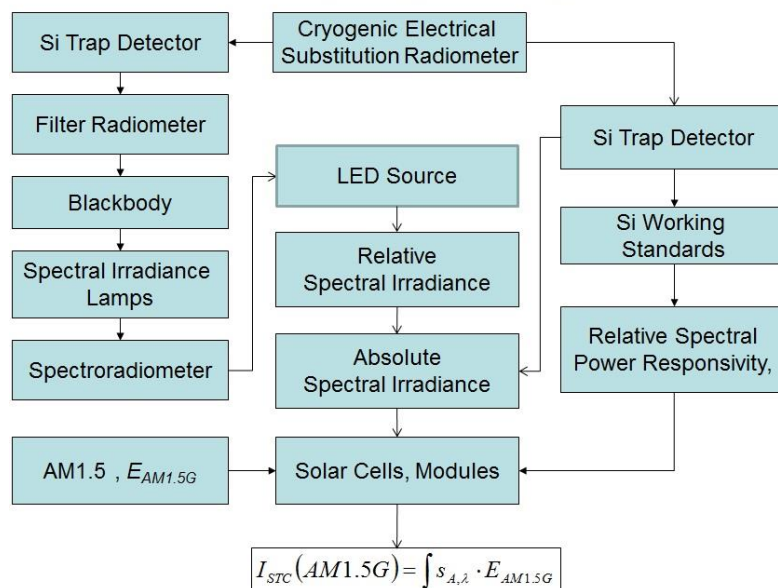 Si Trap Detector
Cryogenic Electrical
Substitution Radiometer
Filter Radiometer
Si Trap Detector
LED Source
Blackbody
Si Working
Standards
Relative
Spectral Irradiance
Spectral Irradiance
Lamps
Relative Spectral
Power Responsivity,
Absolute
Spectral Irradiance
Spectroradiometer
AM1.5 , E_{AM1.5G}
Solar Cells, Modules
I_{STC}(AM1.5G) = ∫ s_{A,λ} · E_{AM1.5G}